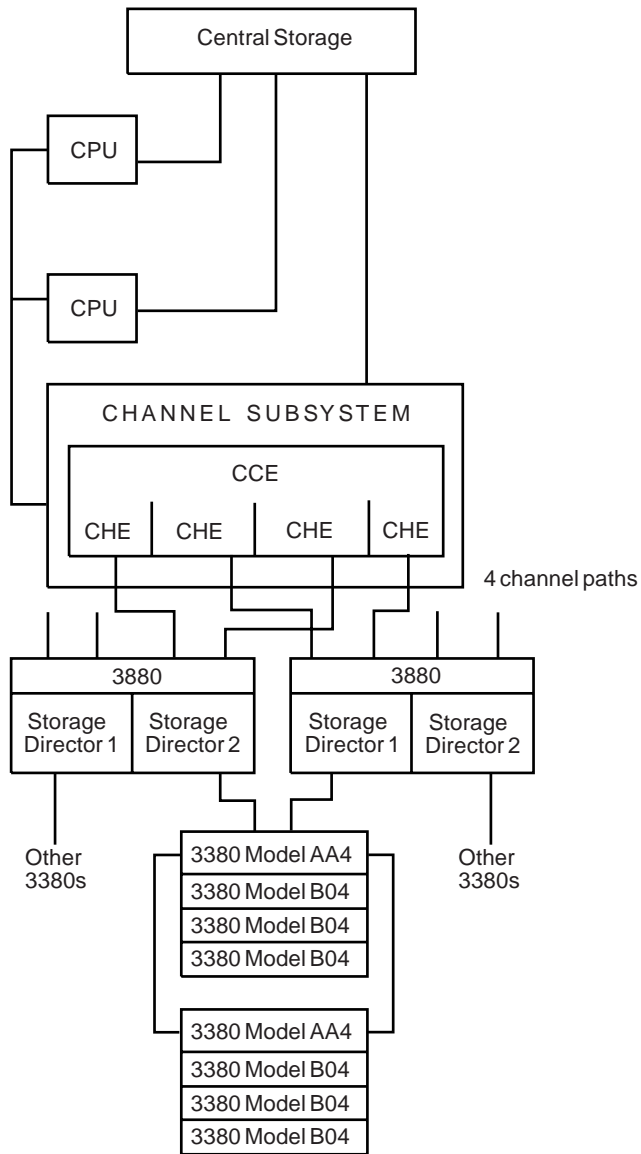 Central Storage
CPU
CPU
CHANNEL SUBSYSTEM
CCE
CHE CHE CHE CHE
4 channel paths
3880 3880
Storage Storage Storage Storage
Director 1 Director 2 Director 1 Director 2
Other Other
3380s 3380s
3380 Model AA4
3380 Model B04
3380 Model B04
3380 Model B04
3380 Model AA4
3380 Model B04
3380 Model B04
3380 Model B04